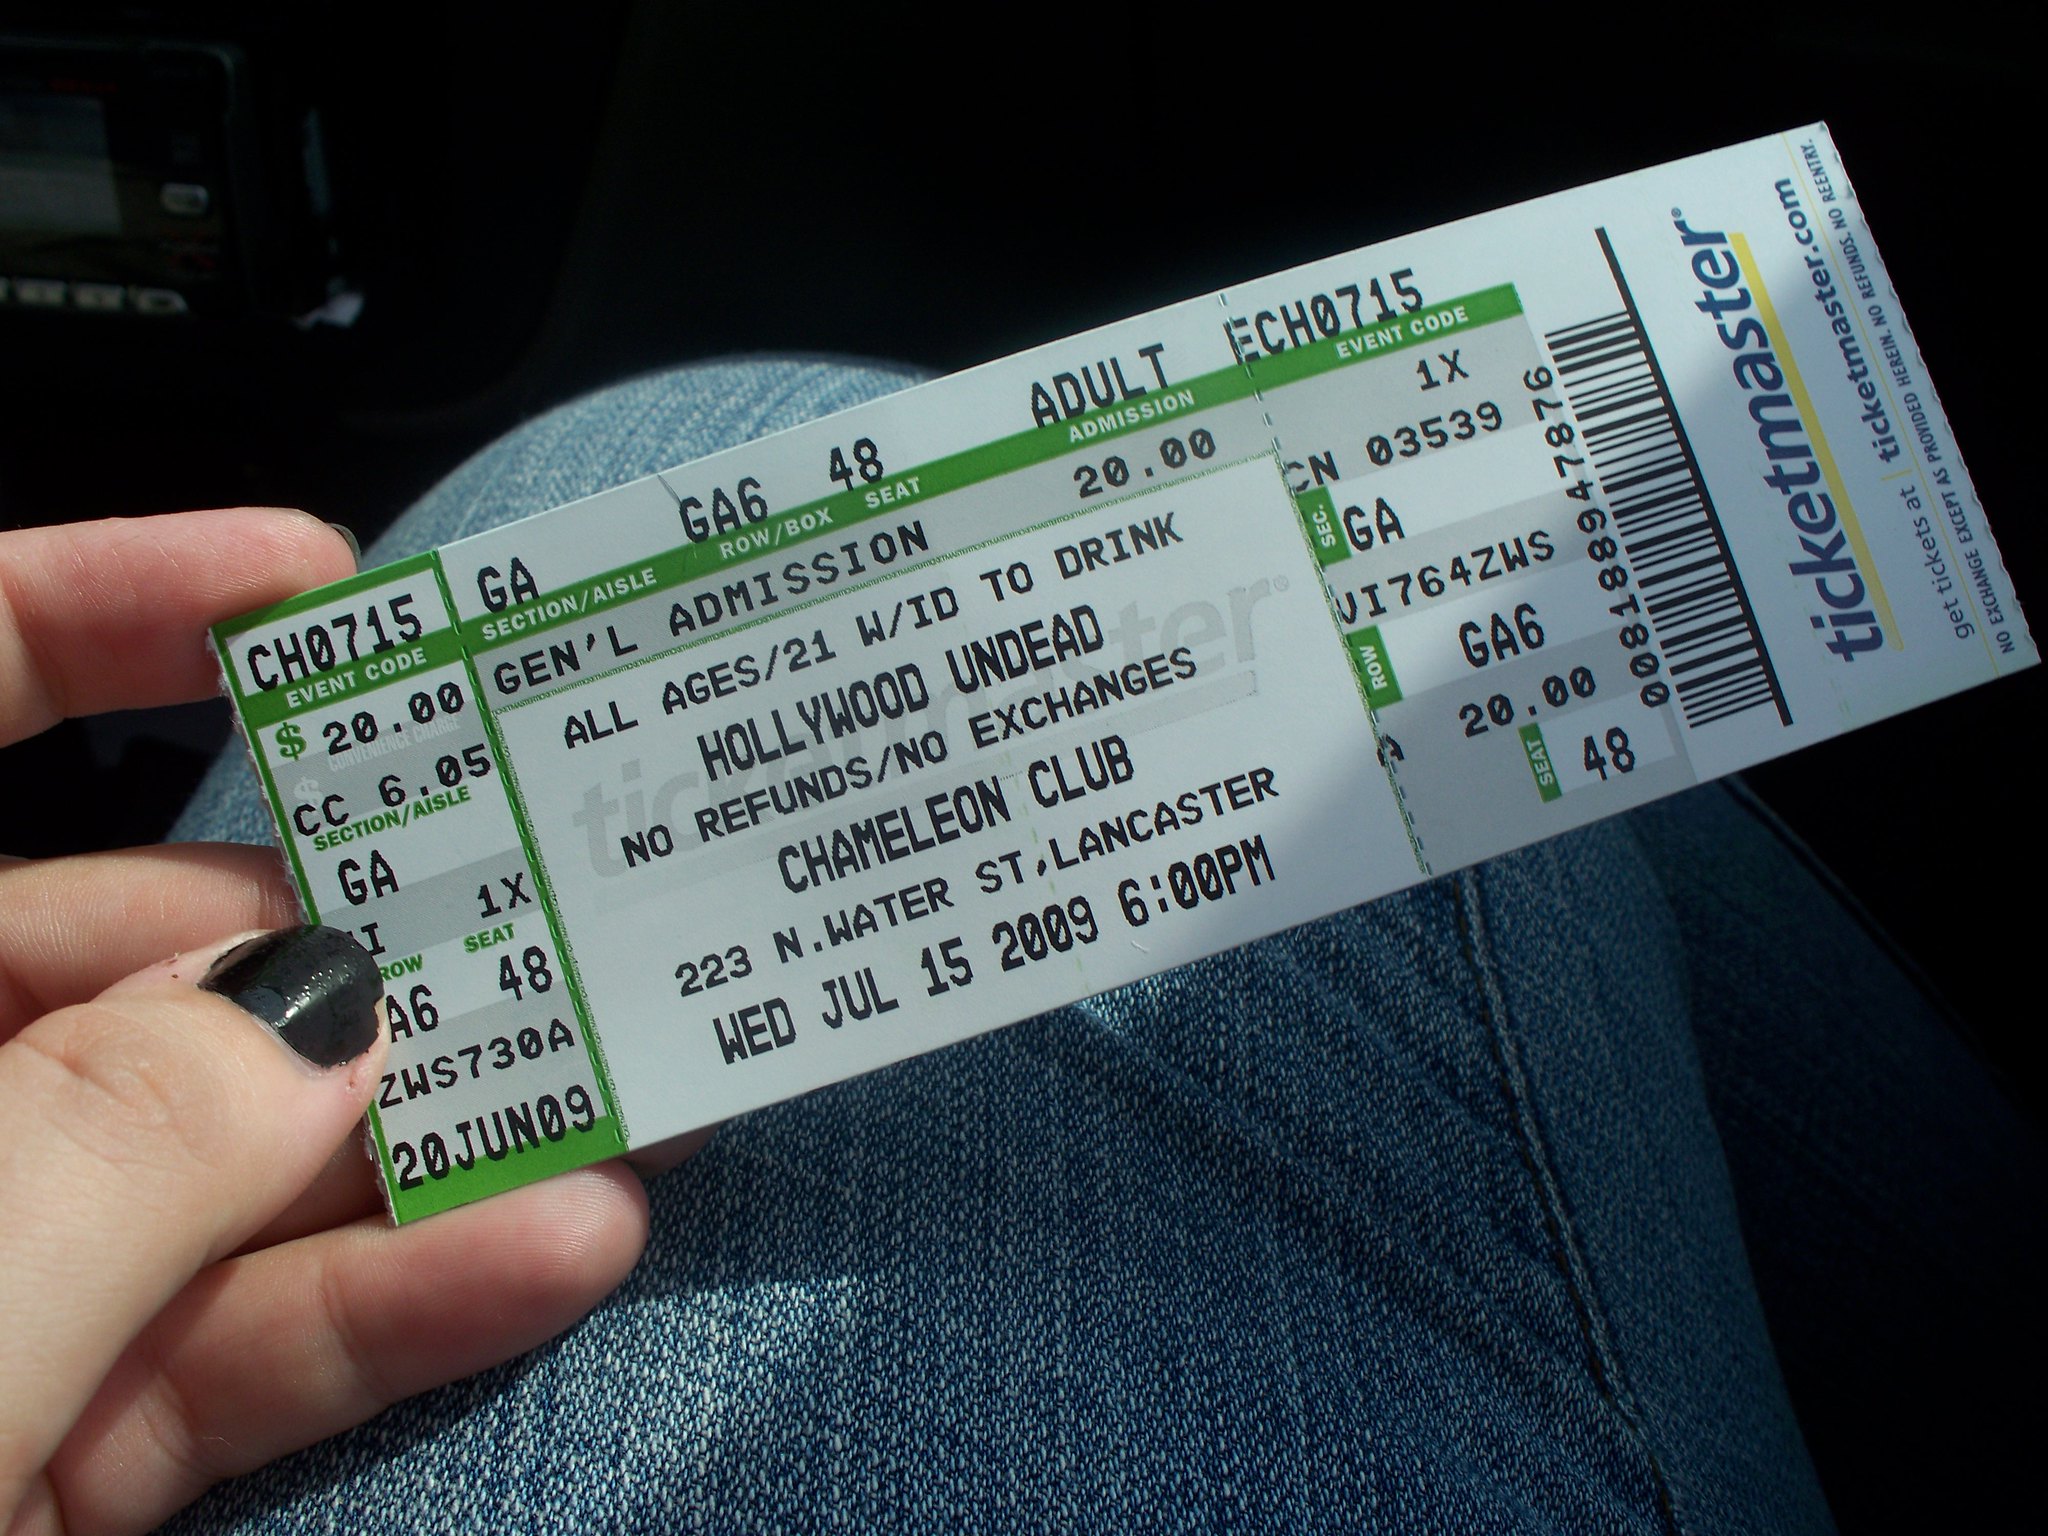 CH0715
EVENT CODE
$ 20.00
CONVENIENCE CHARGE
$
CC 6.05
SECTION/AISLE
GA
1X
SEAT
ROW
A6 48
ZWS730A
20JUN09
GA GA6 48 ADULT
SECTION/AISLE ROW/BOX SEAT ADMISSION
GEN'L ADMISSION 20.00
ALL AGES/21 W/ID TO DRINK
HOLLYWOOD UNDEAD
NO REFUNDS/NO EXCHANGES
CHAMELEON CLUB
223 N.WATER ST,LANCASTER
WED JUL 15 2009 6:00PM
ticketmaster®
ECH0715
EVENT CODE
1X
CN 03539
SEC. GA
VI764ZWS
ROW GA6
A 20.00
SEAT 48
008188947876
ticketmaster®
get tickets at | ticketmaster.com
NO EXCHANGE EXCEPT AS PROVIDED HEREIN, NO REFUNDS, NO REENTRY.